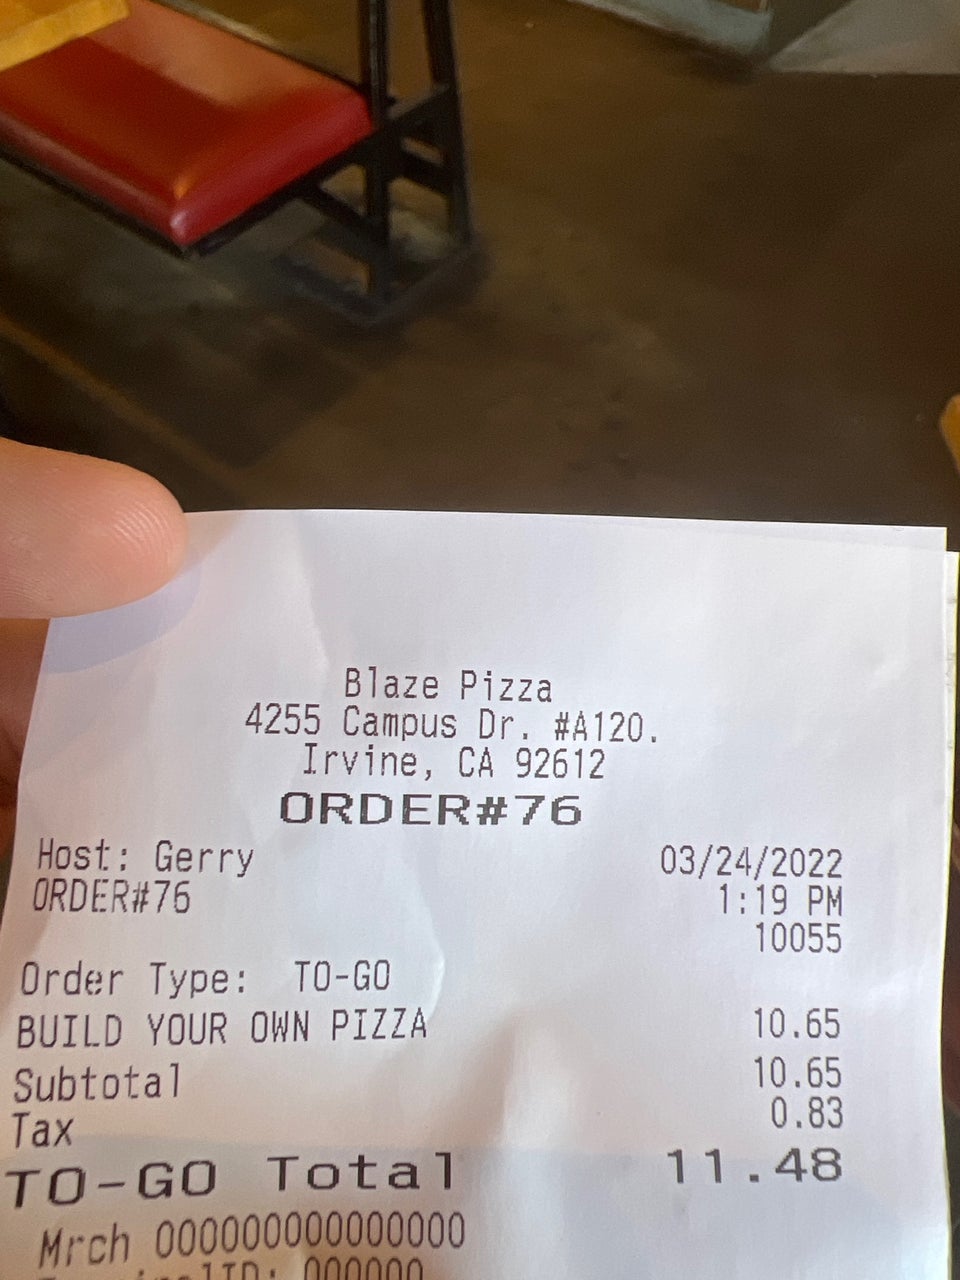 Blaze Pizza
4255 Campus Dr. #A120.
Irvine, CA 92612
ORDER#76
Host: Gerry 03/24/2022
ORDER#76 1:19 PM
10055
Order Type: TO-GO
BUILD YOUR OWN PIZZA 10.65
Subtotal 10.65
Tax 0.83
TO-GO Total 11.48
Mrch 000000000000000